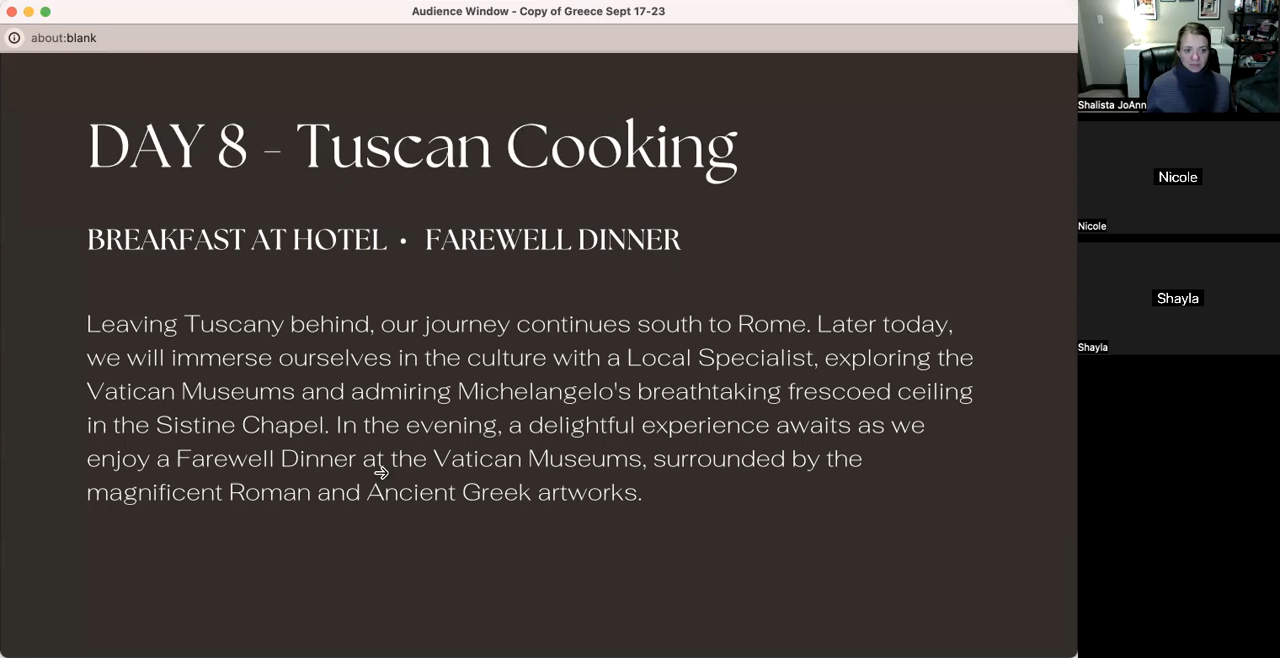 Audience Window - Copy of Greece Sept 17-23
about:blank
DAY 8 - Tuscan Cooking
BREAKFAST AT HOTEL • FAREWELL DINNER
Leaving Tuscany behind, our journey continues south to Rome. Later today,
we will immerse ourselves in the culture with a Local Specialist, exploring the
Vatican Museums and admiring Michelangelo's breathtaking frescoed ceiling
in the Sistine Chapel. In the evening, a delightful experience awaits as we
enjoy a Farewell Dinner at the Vatican Museums, surrounded by the
magnificent Roman and Ancient Greek artworks.
Shalista JoAnn
Nicole
Nicole
Shayla
Shayla